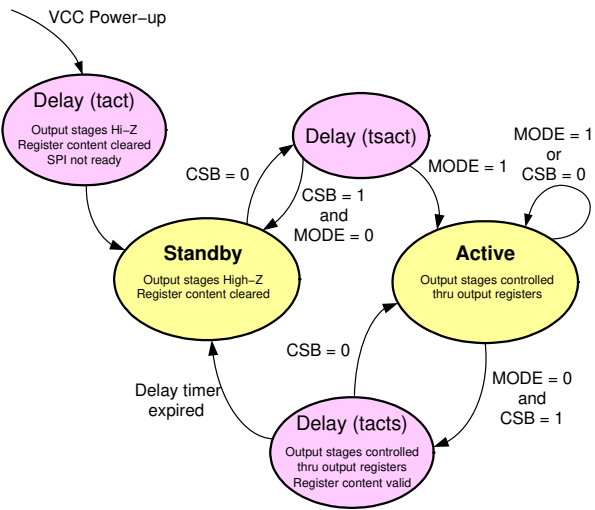 VCC Power-up
Delay (tact)
Output stages Hi-Z
Register content cleared
SPI not ready
Delay (tsact)
CSB = 0
CSB = 1
and
MODE = 0
MODE = 1
MODE = 1
or
CSB = 0
Standby
Output stages High-Z
Register content cleared
Active
Output stages controlled
thru output registers
CSB = 0
Delay timer
expired
MODE = 0
and
CSB = 1
Delay (tacts)
Output stages controlled
thru output registers
Register content valid